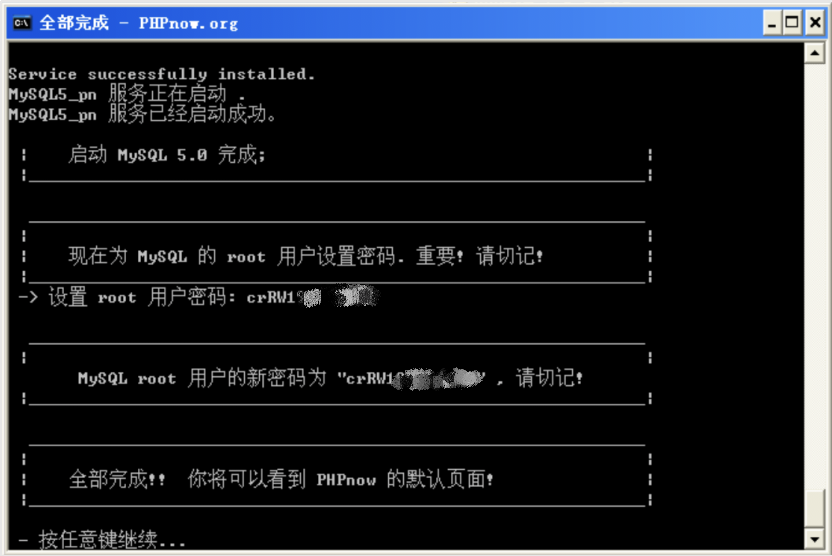 全部完成 - PHPnow.org
Service successfully installed.
MySQL5_pn 服务正在启动 .
MySQL5_pn 服务已经启动成功。
启动 MySQL 5.0 完成;
现在为 MySQL 的 root 用户设置密码. 重要! 请切记!
-> 设置 root 用户密码: crRW1
MySQL root 用户的新密码为 "crRW1 " , 请切记!
全部完成!! 你将可以看到 PHPnow 的默认页面!
- 按任意键继续...